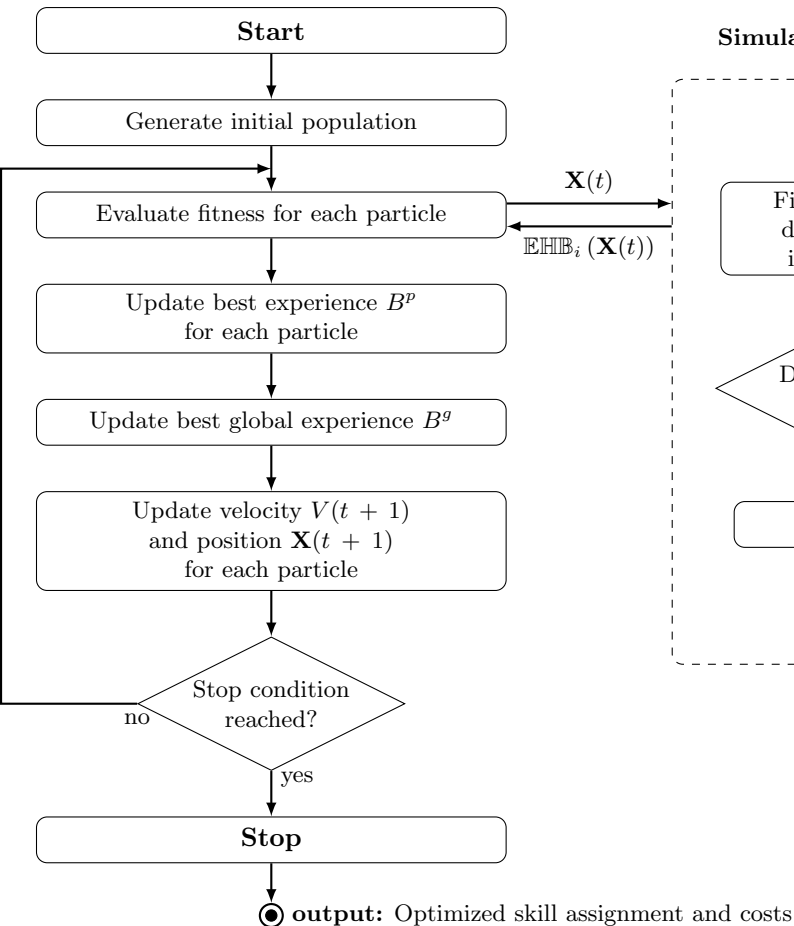 Start
Generate initial population
Evaluate fitness for each particle
X(t)
𝔼ℍ𝔹ᵢ (X(t))
Update best experience Bᵖ
for each particle
Update best global experience Bᵍ
Update velocity V(t + 1)
and position X(t + 1)
for each particle
Stop condition
reached?
no
yes
Stop
output: Optimized skill assignment and costs